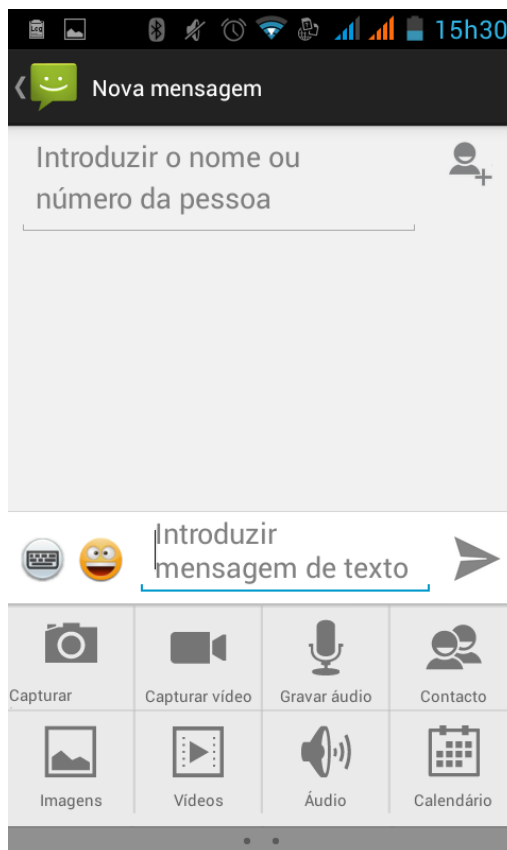 15h30
Nova mensagem
Introduzir o nome ou
número da pessoa
Introduzir
mensagem de texto
Capturar
Capturar vídeo
Gravar áudio
Contacto
Imagens
Vídeos
Áudio
Calendário